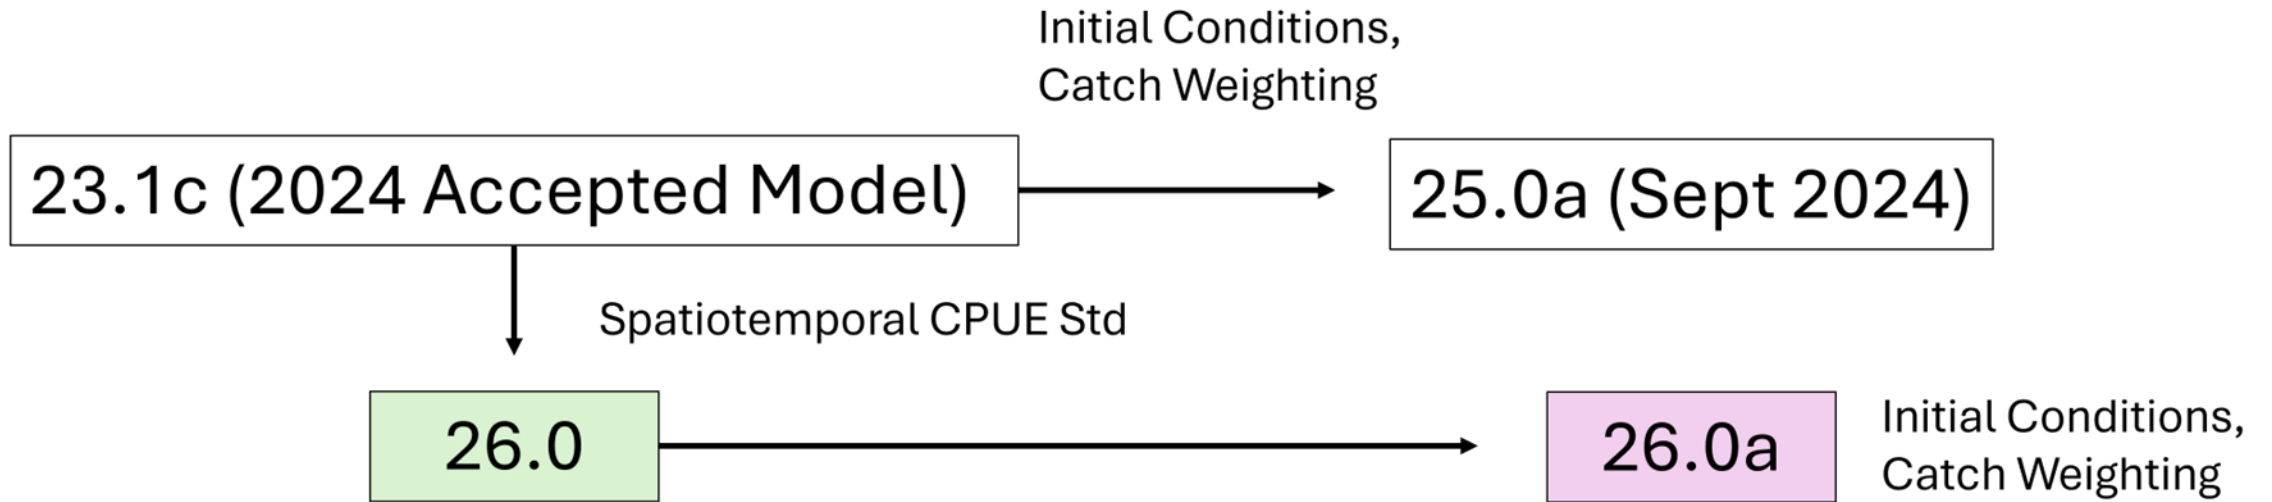 Initial Conditions,
Catch Weighting
23.1c (2024 Accepted Model)
25.0a (Sept 2024)
Spatiotemporal CPUE Std
26.0
26.0a
Initial Conditions,
Catch Weighting